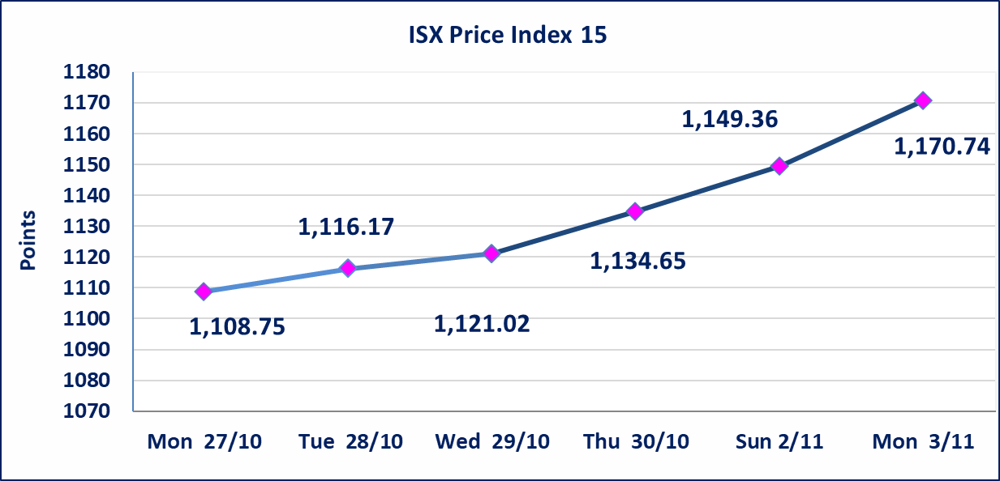 ISX Price Index 15
1180
1170
1160
1150
1140
1130
1120
1110
1100
1090
1080
1070
Points
1,108.75
1,116.17
1,121.02
1,134.65
1,149.36
1,170.74
Mon 27/10
Tue 28/10
Wed 29/10
Thu 30/10
Sun 2/11
Mon 3/11